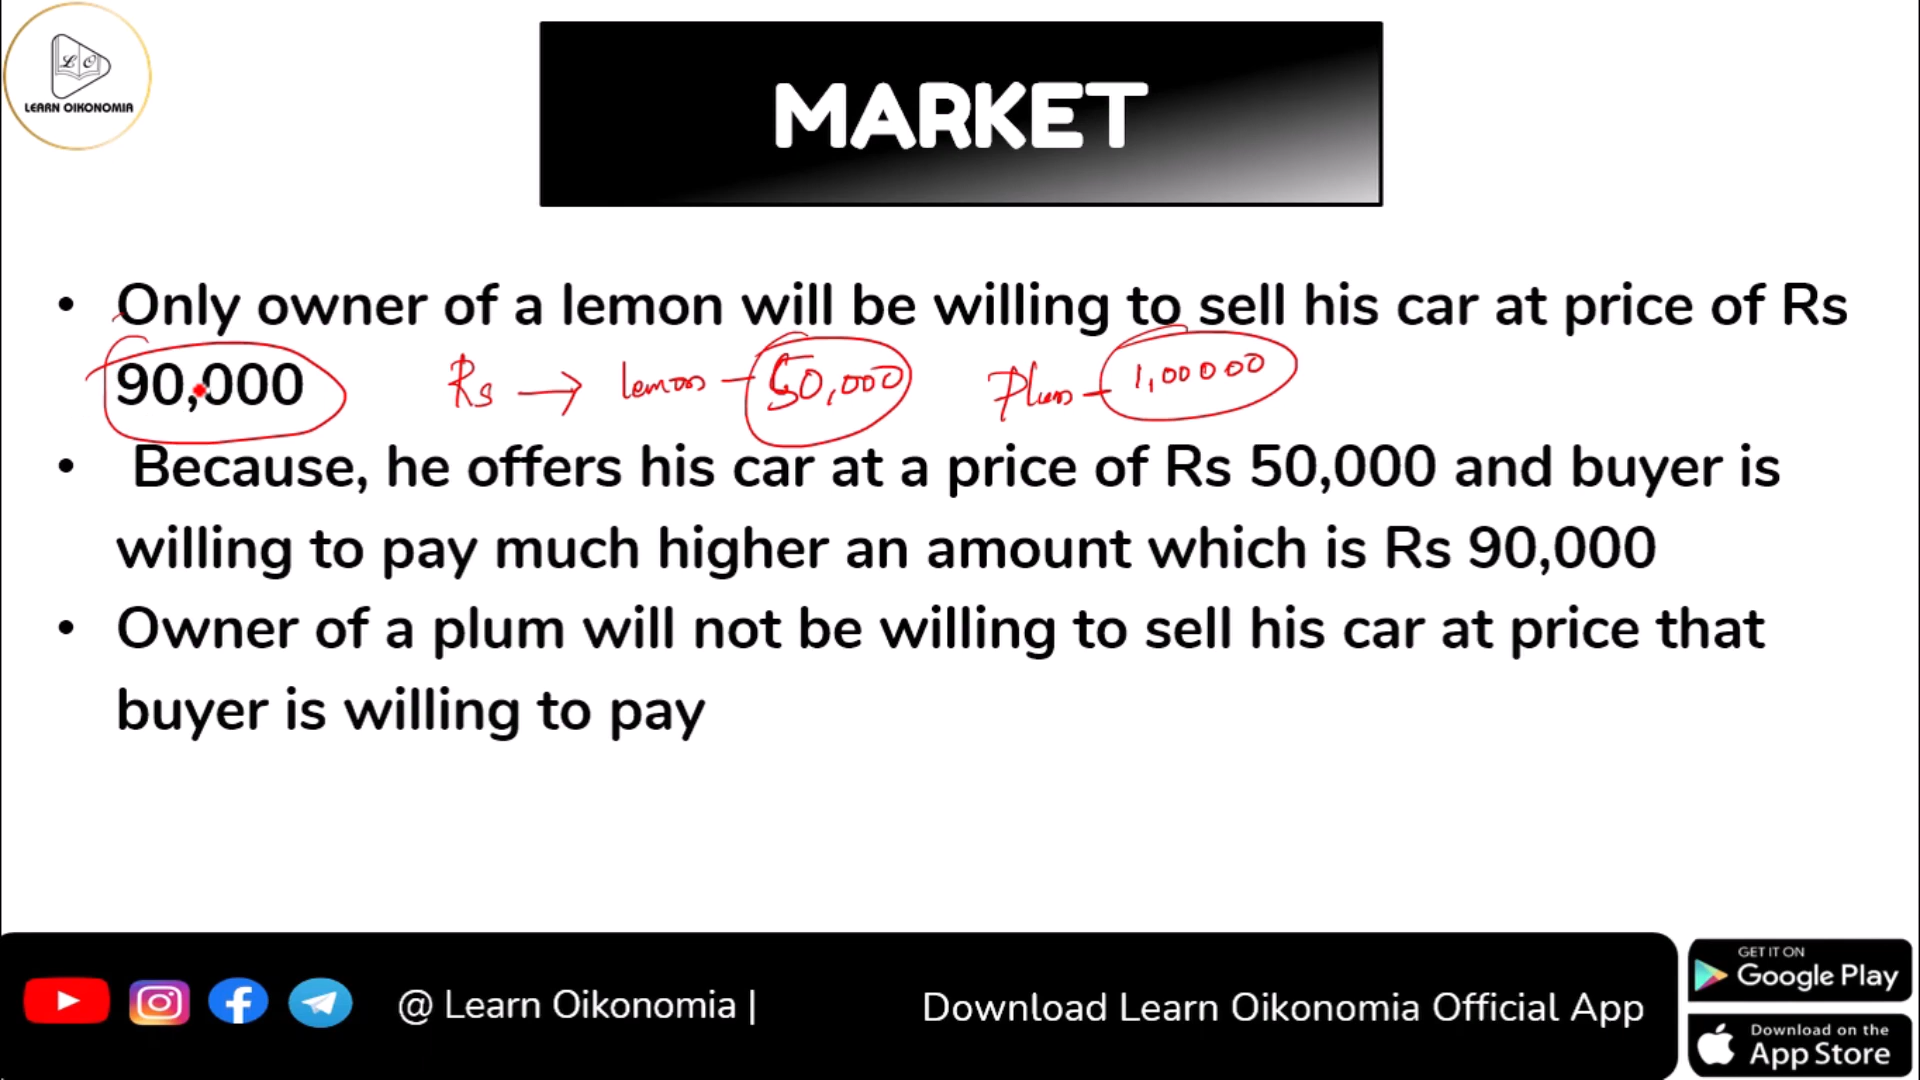 LO
LEARN OIKONOMIA
MARKET
• Only owner of a lemon will be willing to sell his car at price of Rs
90,000
Rs → lemons - 50,000 Plums - 1,00000
• Because, he offers his car at a price of Rs 50,000 and buyer is
willing to pay much higher an amount which is Rs 90,000
• Owner of a plum will not be willing to sell his car at price that
buyer is willing to pay
@ Learn Oikonomia |
Download Learn Oikonomia Official App
GET IT ON
Google Play
Download on the
App Store